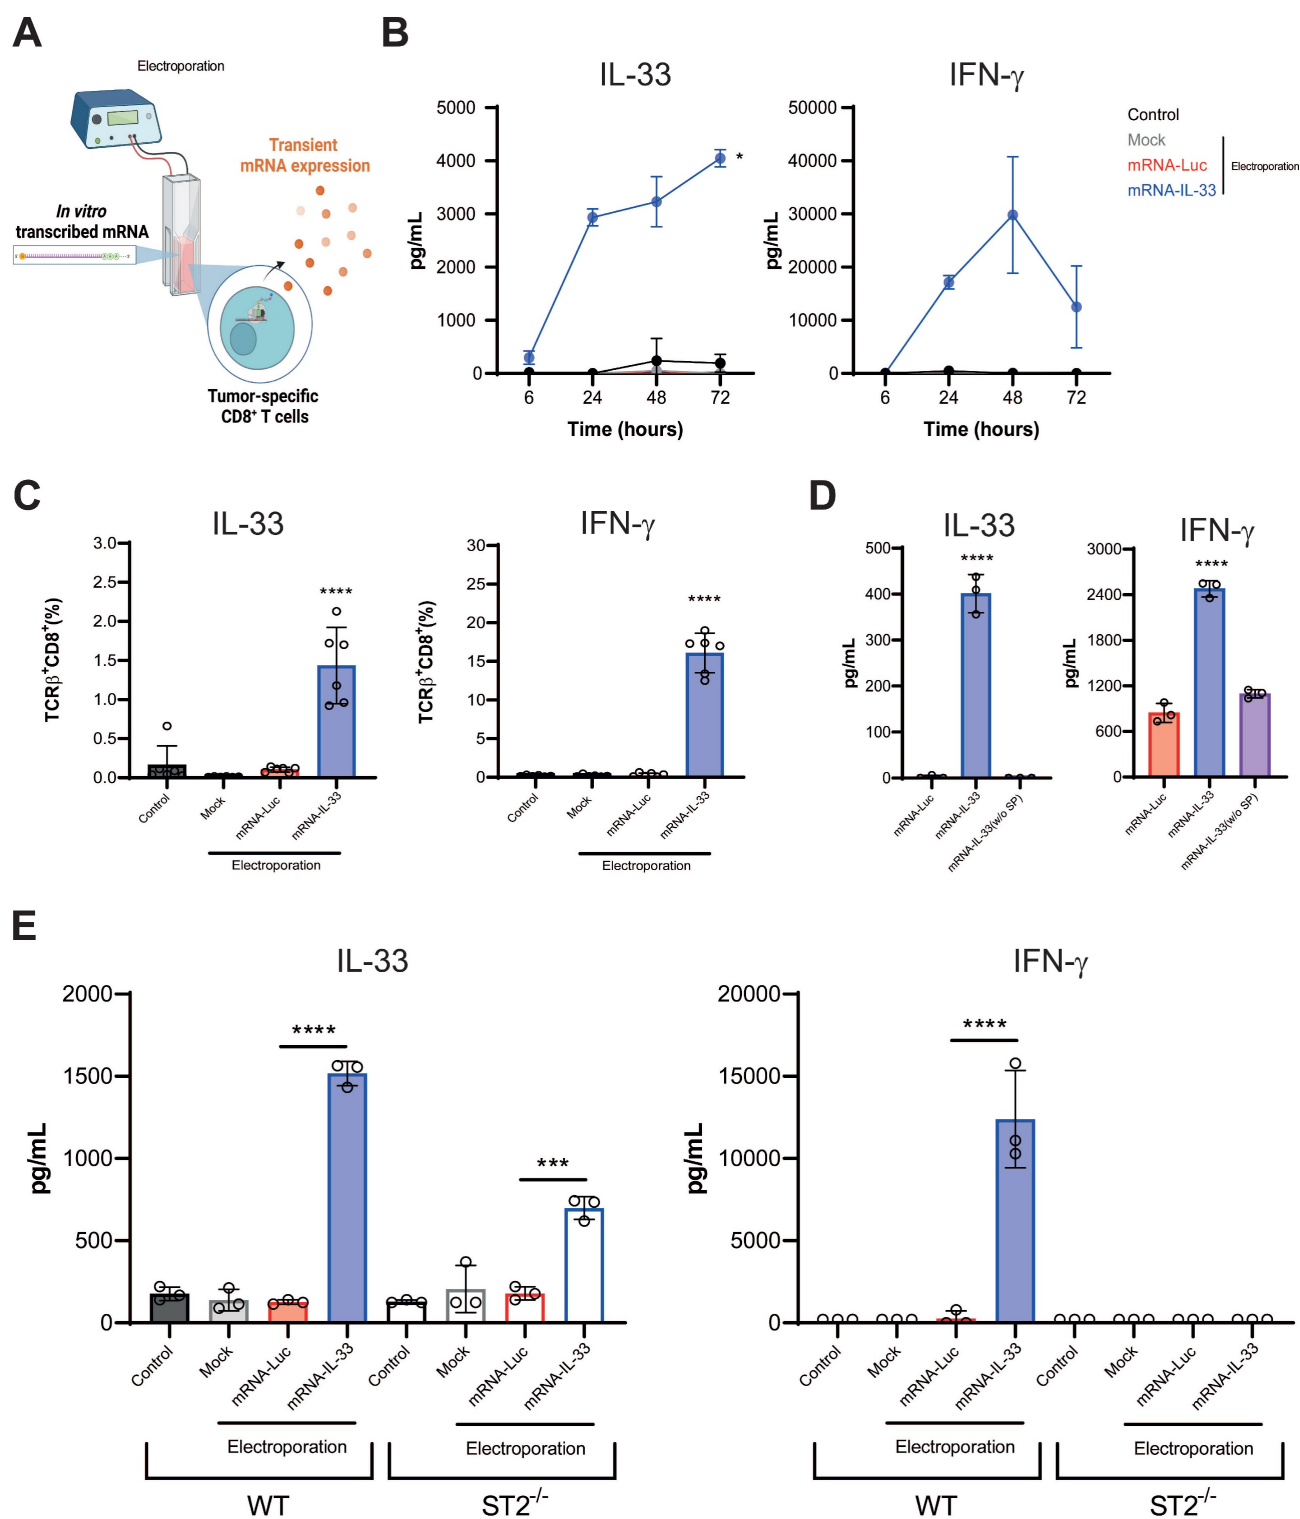 A
Electroporation
Transient
mRNA expression
In vitro
transcribed mRNA
Tumor-specific
CD8⁺ T cells
B
IL-33
5000
4000
3000
2000
1000
0
pg/mL
*
6
24
48
72
Time (hours)
IFN-γ
50000
40000
30000
20000
10000
0
pg/mL
6
24
48
72
Time (hours)
Control
Mock
mRNA-Luc
mRNA-IL-33
Electroporation
C
IL-33
3.0
2.5
2.0
1.5
1.0
0.5
0.0
TCRβ⁺CD8⁺(%)
****
Control
Mock
mRNA-Luc
mRNA-IL-33
Electroporation
IFN-γ
30
25
20
15
10
5
0
TCRβ⁺CD8⁺(%)
****
Control
Mock
mRNA-Luc
mRNA-IL-33
Electroporation
D
IL-33
500
400
300
200
100
0
pg/mL
****
mRNA-Luc
mRNA-IL-33
mRNA-IL-33(w/o SP)
IFN-γ
3000
2400
1800
1200
600
0
pg/mL
****
mRNA-Luc
mRNA-IL-33
mRNA-IL-33(w/o SP)
E
IL-33
2000
1500
1000
500
0
pg/mL
****
***
Control
Mock
mRNA-Luc
mRNA-IL-33
Control
Mock
mRNA-Luc
mRNA-IL-33
Electroporation
Electroporation
WT
ST2⁻/⁻
IFN-γ
20000
15000
10000
5000
0
pg/mL
****
Control
Mock
mRNA-Luc
mRNA-IL-33
Control
Mock
mRNA-Luc
mRNA-IL-33
Electroporation
Electroporation
WT
ST2⁻/⁻